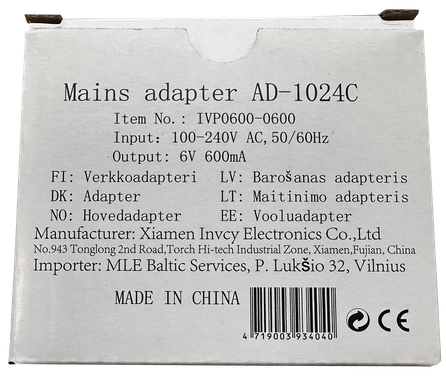 Mains adapter AD-1024C
Item No.: IVP0600-0600
Input: 100-240V AC,50/60Hz
Output: 6V 600mA
FI: Verkkoadapteri LV: Barošanas adapteris
DK: Adapter LT: Maitinimo adapteris
NO: Hovedadapter EE: Vooluadapter
Manufacturer: Xiamen Invcy Electronics Co.,Ltd
No.943 Tonglong 2nd Road,Torch Hi-tech Industrial Zone, Xiamen,Fujian, China
Importer: MLE Baltic Services, P. Lukšio 32, Vilnius
MADE IN CHINA
CE
4 719003 934040